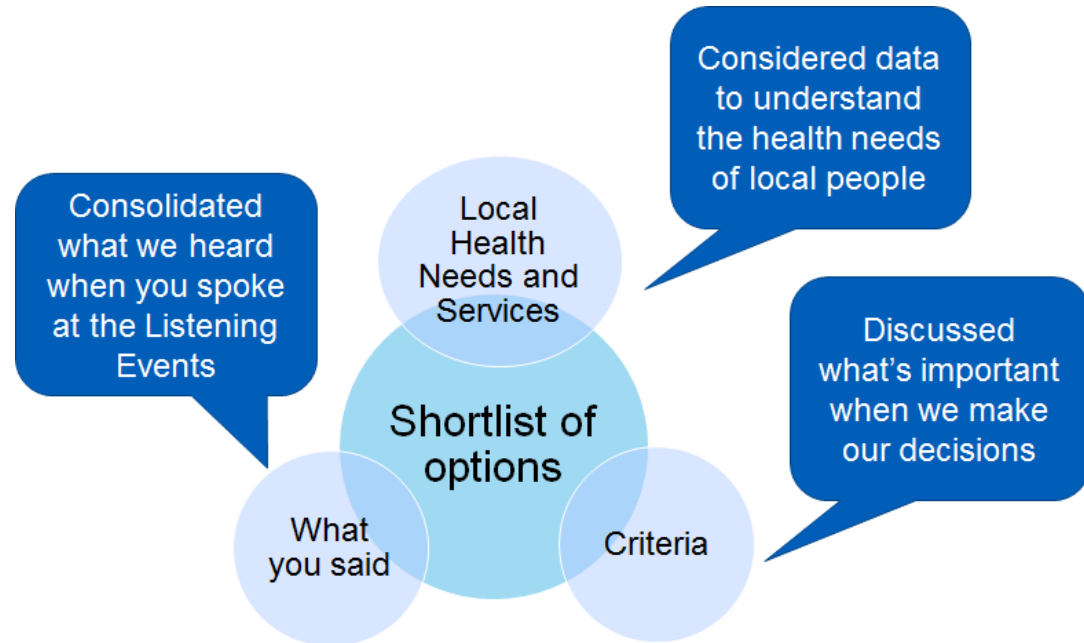 Considered data
to understand
the health needs
of local people
Consolidated
what we heard
when you spoke
at the Listening
Events
Local
Health
Needs and
Services
Discussed
what's important
when we make
our decisions
Shortlist of
options
What
you said
Criteria